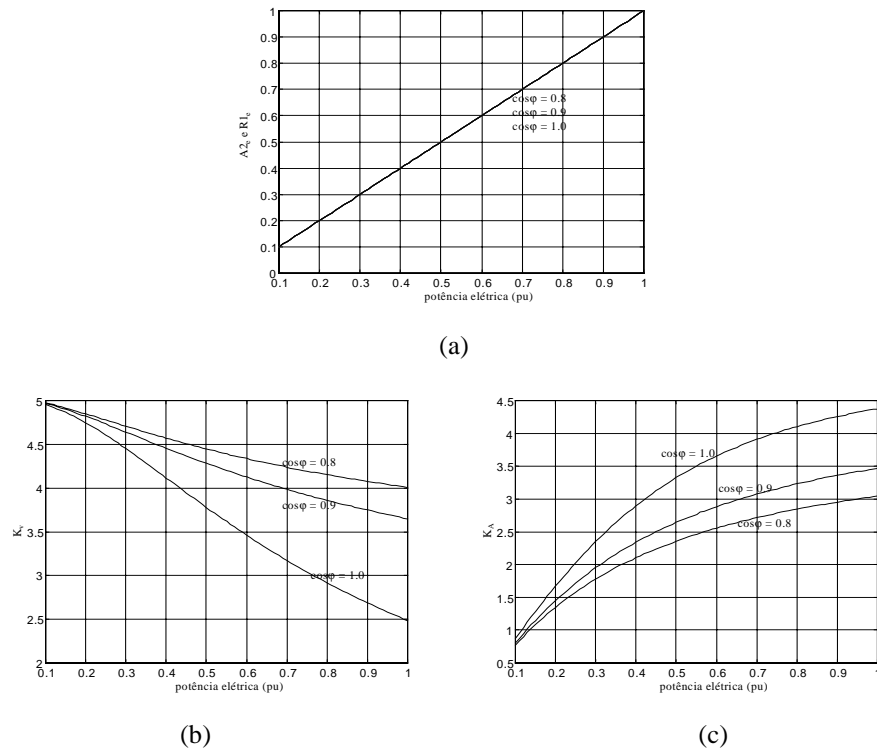 1
0.9
0.8
0.7
0.6
0.5
0.4
0.3
0.2
0.1
0
A2e e R1e
cosφ = 0.8
cosφ = 0.9
cosφ = 1.0
0.1 0.2 0.3 0.4 0.5 0.6 0.7 0.8 0.9 1
potência elétrica (pu)
(a)
5
4.5
4
3.5
3
2.5
2
Kv
cosφ = 0.8
cosφ = 0.9
cosφ = 1.0
0.1 0.2 0.3 0.4 0.5 0.6 0.7 0.8 0.9 1
potência elétrica (pu)
(b)
4.5
4
3.5
3
2.5
2
1.5
1
0.5
KA
cosφ = 1.0
cosφ = 0.9
cosφ = 0.8
0.1 0.2 0.3 0.4 0.5 0.6 0.7 0.8 0.9 1
potência elétrica (pu)
(c)